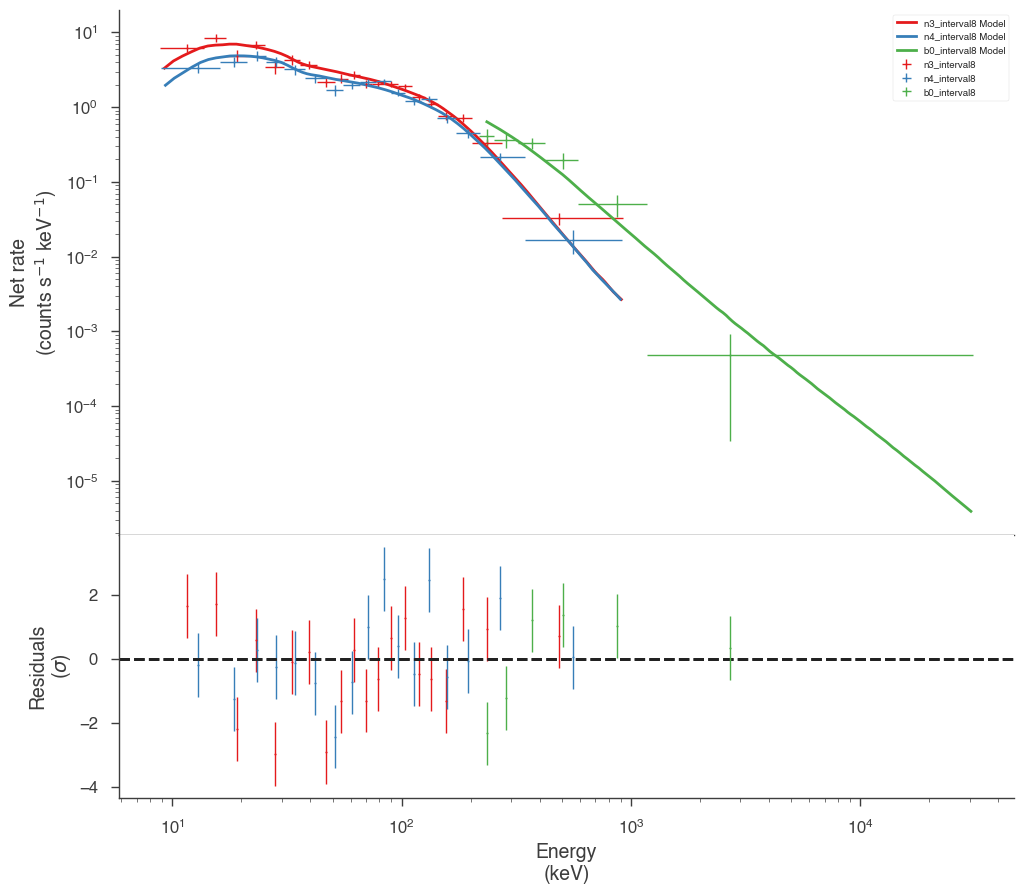 n3_interval8 Model
n4_interval8 Model
b0_interval8 Model
n3_interval8
n4_interval8
b0_interval8
10¹
10⁰
10⁻¹
10⁻²
10⁻³
10⁻⁴
10⁻⁵
Net rate
(counts s⁻¹ keV⁻¹)
2
0
−2
−4
Residuals
(σ)
10¹ 10² 10³ 10⁴
Energy
(keV)